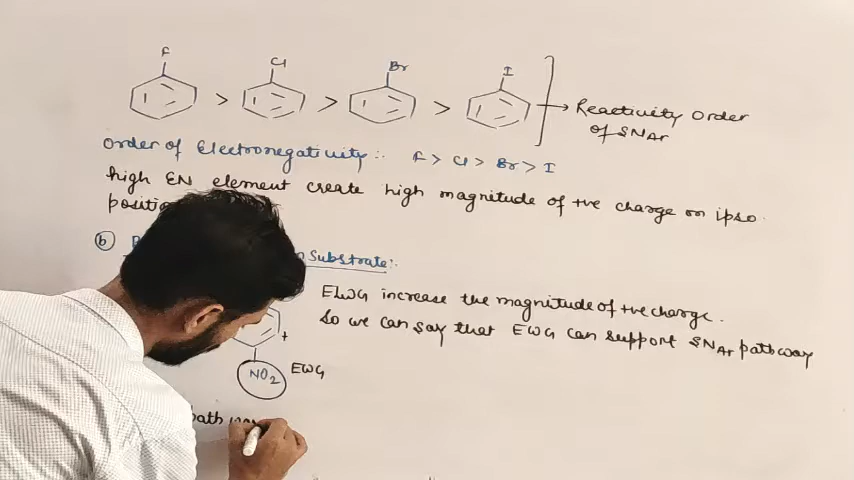 F
Cl
Br
I
> > >
Reactivity Order
of SNAr
Order of Electronegativity:- F > Cl > Br > I
high EN element create high magnitude of +ve charge on ipso
b Substrate:-
EWG increase the magnitude of +ve charge.
So we can say that EWG can support SNAr pathway
+
NO2 EWG